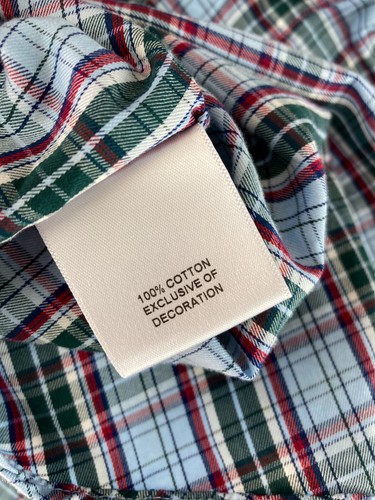 100% COTTON
EXCLUSIVE OF
DECORATION